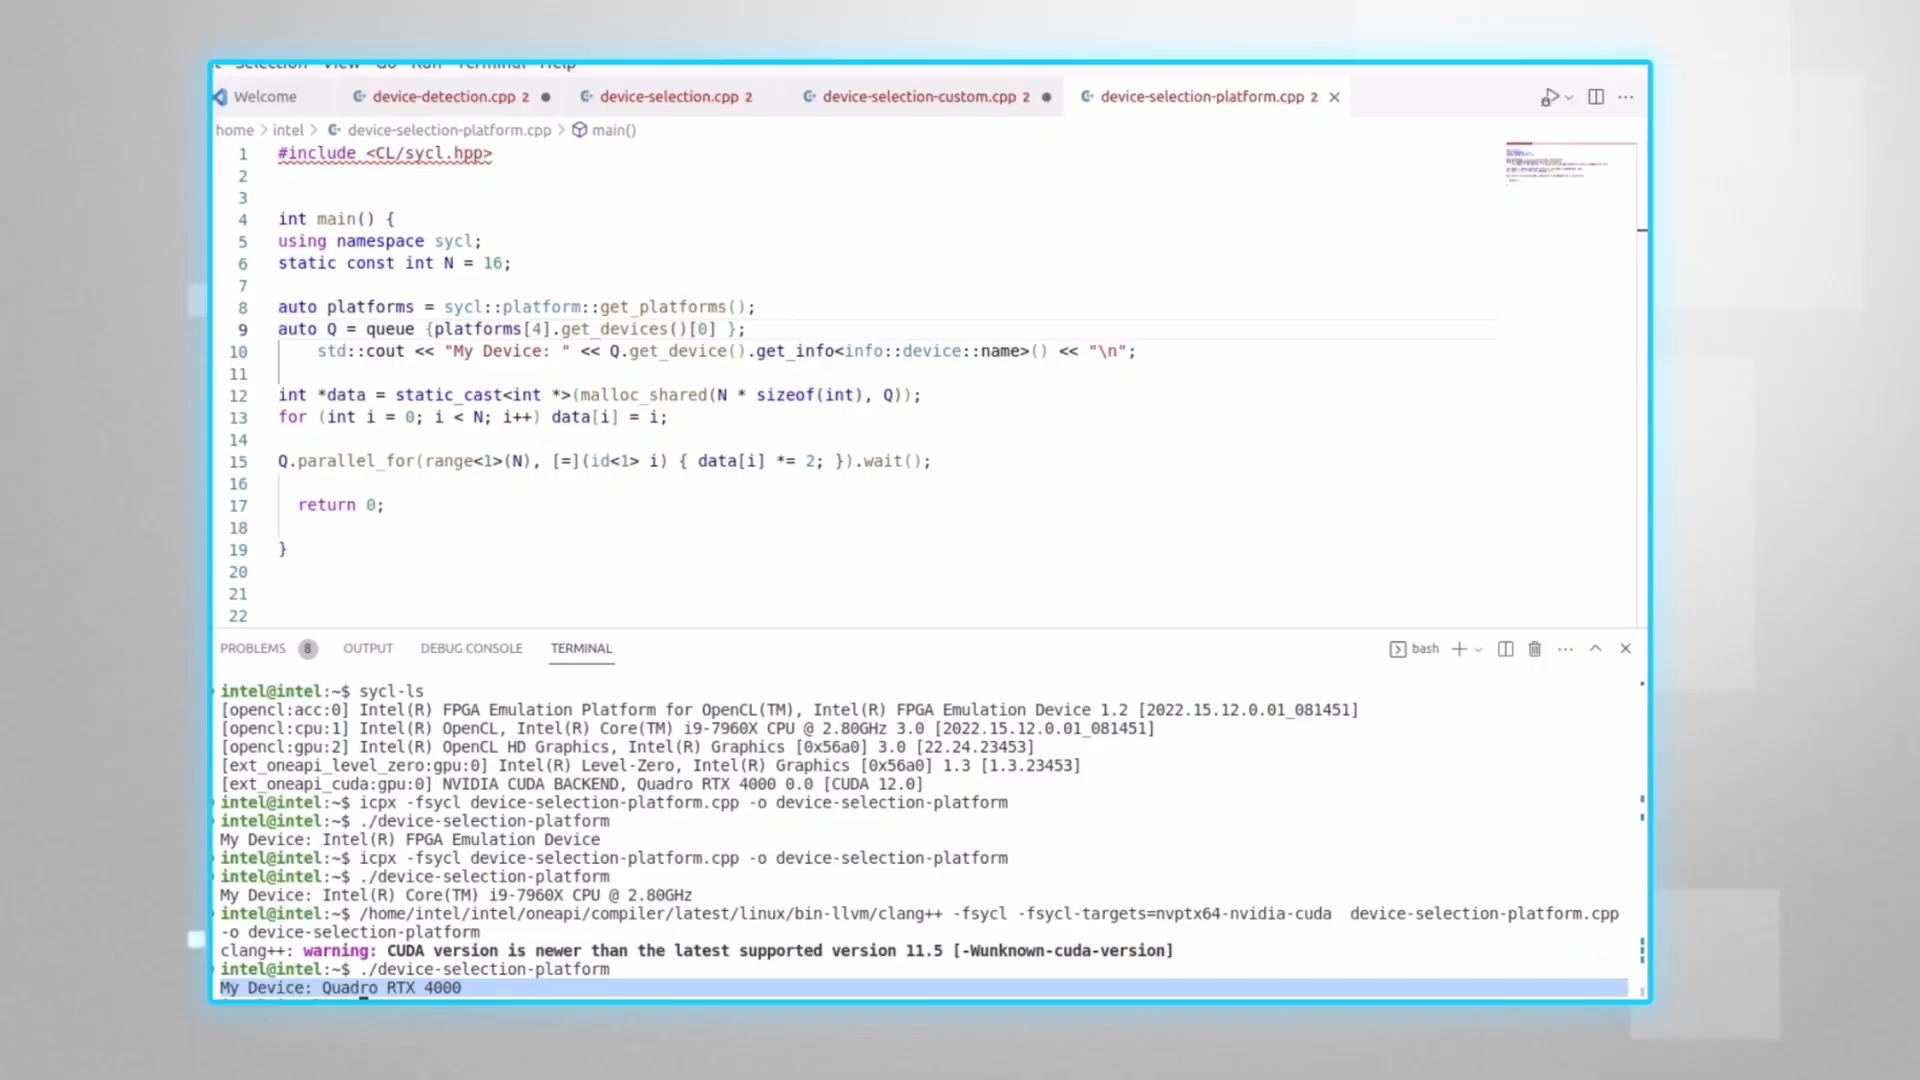 Selection View Go Run Terminal Help
Welcome device-detection.cpp 2 device-selection.cpp 2 device-selection-custom.cpp 2 device-selection-platform.cpp 2
home > intel > device-selection-platform.cpp > main()
1 #include <CL/sycl.hpp>
2
3
4 int main() {
5 using namespace sycl;
6 static const int N = 16;
7
8 auto platforms = sycl::platform::get_platforms();
9 auto Q = queue {platforms[4].get_devices()[0] };
10 std::cout << "My Device: " << Q.get_device().get_info<info::device::name>() << "\n";
11
12 int *data = static_cast<int *>(malloc_shared(N * sizeof(int), Q));
13 for (int i = 0; i < N; i++) data[i] = i;
14
15 Q.parallel_for(range<1>(N), [=](id<1> i) { data[i] *= 2; }).wait();
16
17 return 0;
18
19 }
20
21
22
PROBLEMS 8 OUTPUT DEBUG CONSOLE TERMINAL bash
intel@intel:~$ sycl-ls
[opencl:acc:0] Intel(R) FPGA Emulation Platform for OpenCL(TM), Intel(R) FPGA Emulation Device 1.2 [2022.15.12.0.01_081451]
[opencl:cpu:1] Intel(R) OpenCL, Intel(R) Core(TM) i9-7960X CPU @ 2.80GHz 3.0 [2022.15.12.0.01_081451]
[opencl:gpu:2] Intel(R) OpenCL HD Graphics, Intel(R) Graphics [0x56a0] 3.0 [22.24.23453]
[ext_oneapi_level_zero:gpu:0] Intel(R) Level-Zero, Intel(R) Graphics [0x56a0] 1.3 [1.3.23453]
[ext_oneapi_cuda:gpu:0] NVIDIA CUDA BACKEND, Quadro RTX 4000 0.0 [CUDA 12.0]
intel@intel:~$ icpx -fsycl device-selection-platform.cpp -o device-selection-platform
intel@intel:~$ ./device-selection-platform
My Device: Intel(R) FPGA Emulation Device
intel@intel:~$ icpx -fsycl device-selection-platform.cpp -o device-selection-platform
intel@intel:~$ ./device-selection-platform
My Device: Intel(R) Core(TM) i9-7960X CPU @ 2.80GHz
intel@intel:~$ /home/intel/intel/oneapi/compiler/latest/linux/bin-llvm/clang++ -fsycl -fsycl-targets=nvptx64-nvidia-cuda device-selection-platform.cpp
-o device-selection-platform
clang++: warning: CUDA version is newer than the latest supported version 11.5 [-Wunknown-cuda-version]
intel@intel:~$ ./device-selection-platform
My Device: Quadro RTX 4000